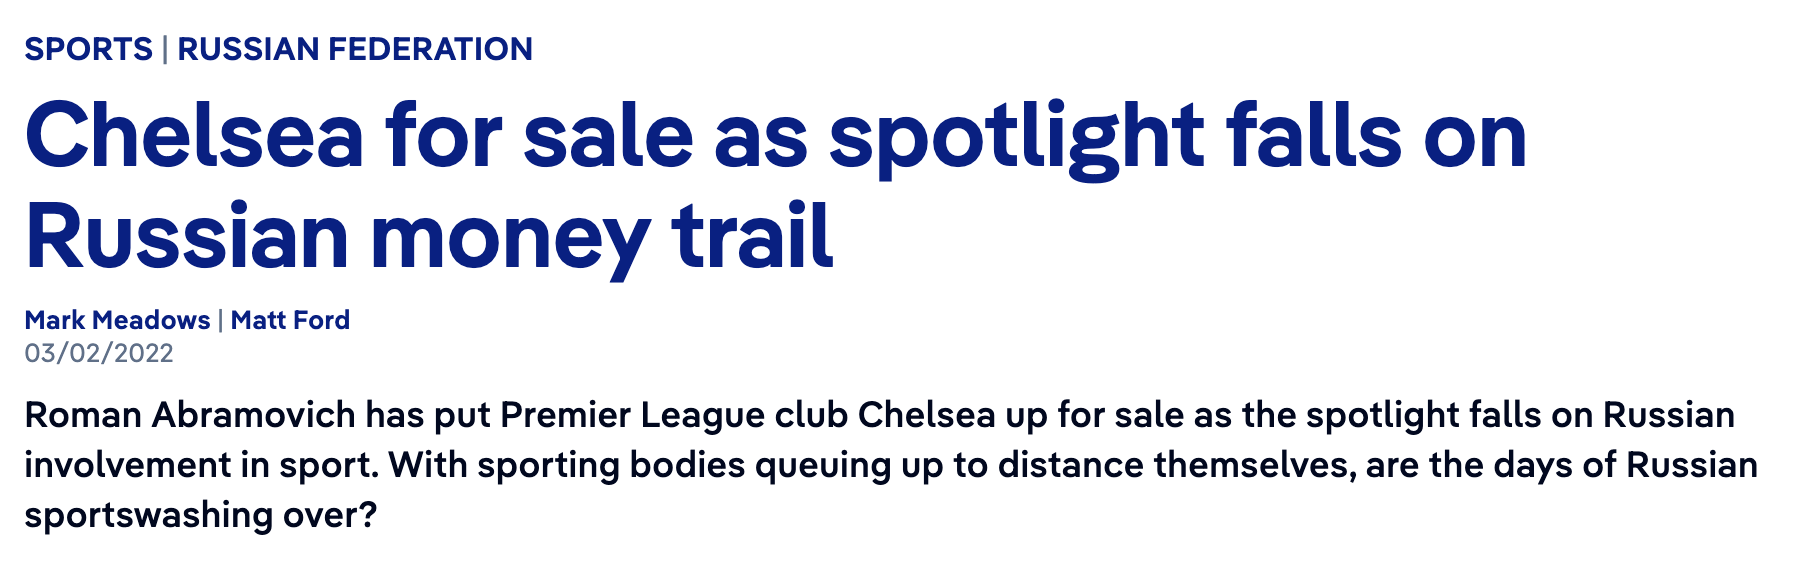 SPORTS | RUSSIAN FEDERATION
Chelsea for sale as spotlight falls on
Russian money trail
Mark Meadows | Matt Ford
03/02/2022
Roman Abramovich has put Premier League club Chelsea up for sale as the spotlight falls on Russian
involvement in sport. With sporting bodies queuing up to distance themselves, are the days of Russian
sportswashing over?